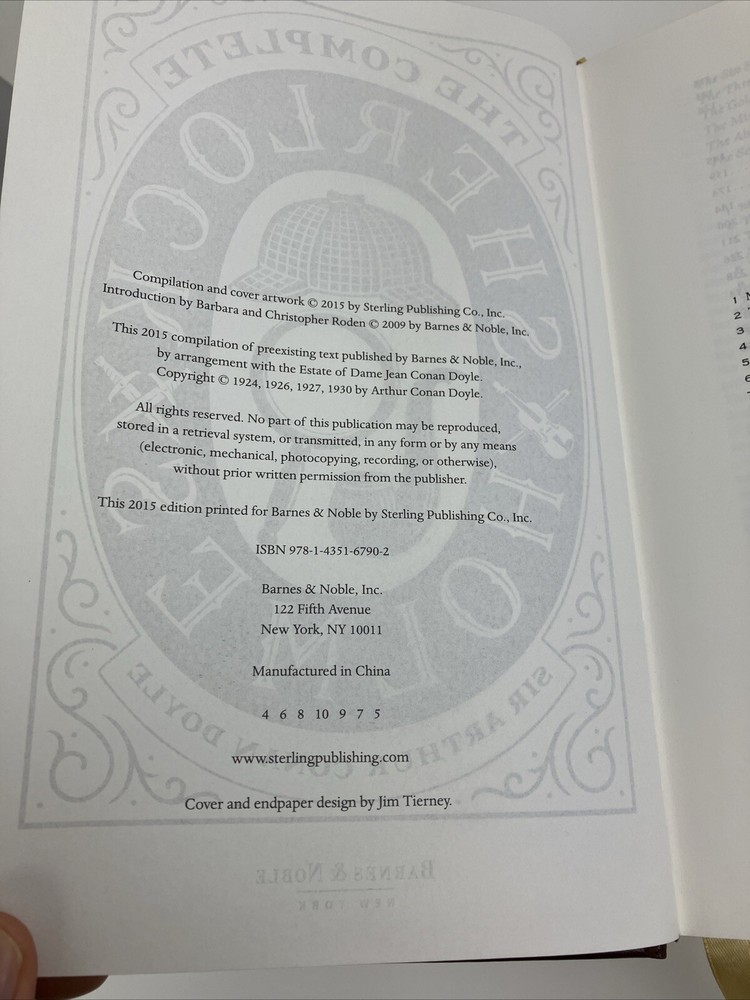 Compilation and cover artwork © 2015 by Sterling Publishing Co., Inc.
Introduction by Barbara and Christopher Roden © 2009 by Barnes & Noble, Inc.
This 2015 compilation of preexisting text published by Barnes & Noble, Inc.,
by arrangement with the Estate of Dame Jean Conan Doyle.
Copyright © 1924, 1926, 1927, 1930 by Arthur Conan Doyle.
All rights reserved. No part of this publication may be reproduced,
stored in a retrieval system, or transmitted, in any form or by any means
(electronic, mechanical, photocopying, recording, or otherwise),
without prior written permission from the publisher.
This 2015 edition printed for Barnes & Noble by Sterling Publishing Co., Inc.
ISBN 978-1-4351-6790-2
Barnes & Noble, Inc.
122 Fifth Avenue
New York, NY 10011
Manufactured in China
4 6 8 10 9 7 5
www.sterlingpublishing.com
Cover and endpaper design by Jim Tierney.
THE COMPLETE
SHERLOCK
HOLMES
SIR ARTHUR CONAN DOYLE
BARNES & NOBLE
NEW YORK
1
2
3
4
5